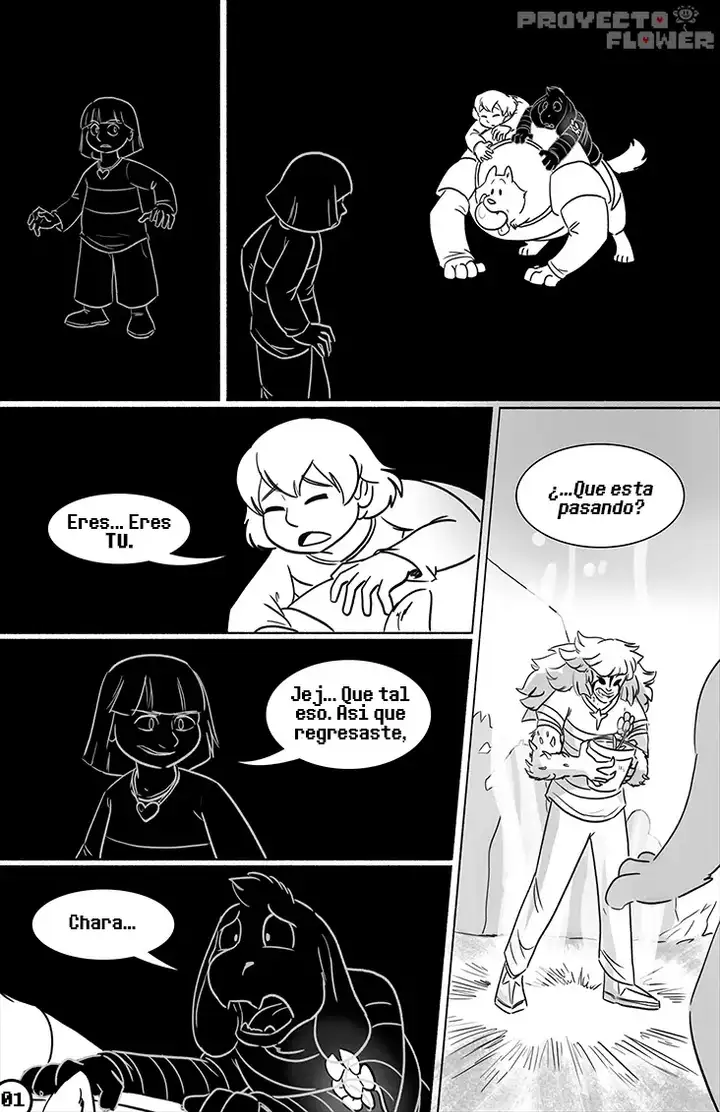 PROYECTO
FLOWER
Eres... Eres
TU.
¿...Que esta
pasando?
Jej... Que tal
eso. Asi que
regresaste,
Chara...
01